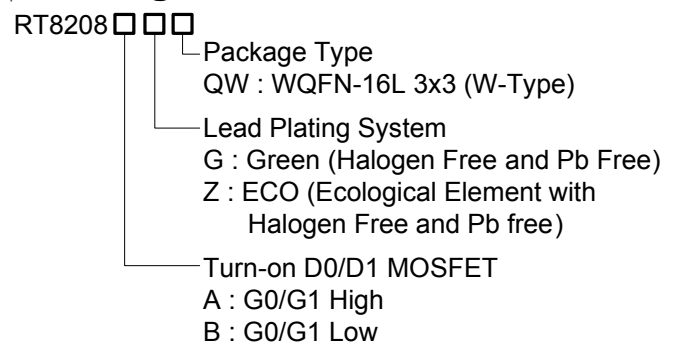 RT8208
Package Type
QW : WQFN-16L 3x3 (W-Type)
Lead Plating System
G : Green (Halogen Free and Pb Free)
Z : ECO (Ecological Element with
Halogen Free and Pb free)
Turn-on D0/D1 MOSFET
A : G0/G1 High
B : G0/G1 Low